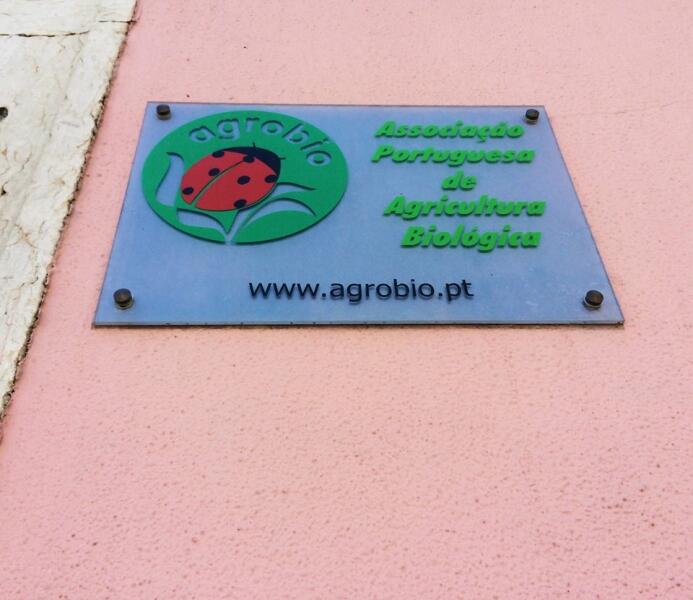 agrobio
Associação
Portuguesa
de
Agricultura
Biológica
www.agrobio.pt